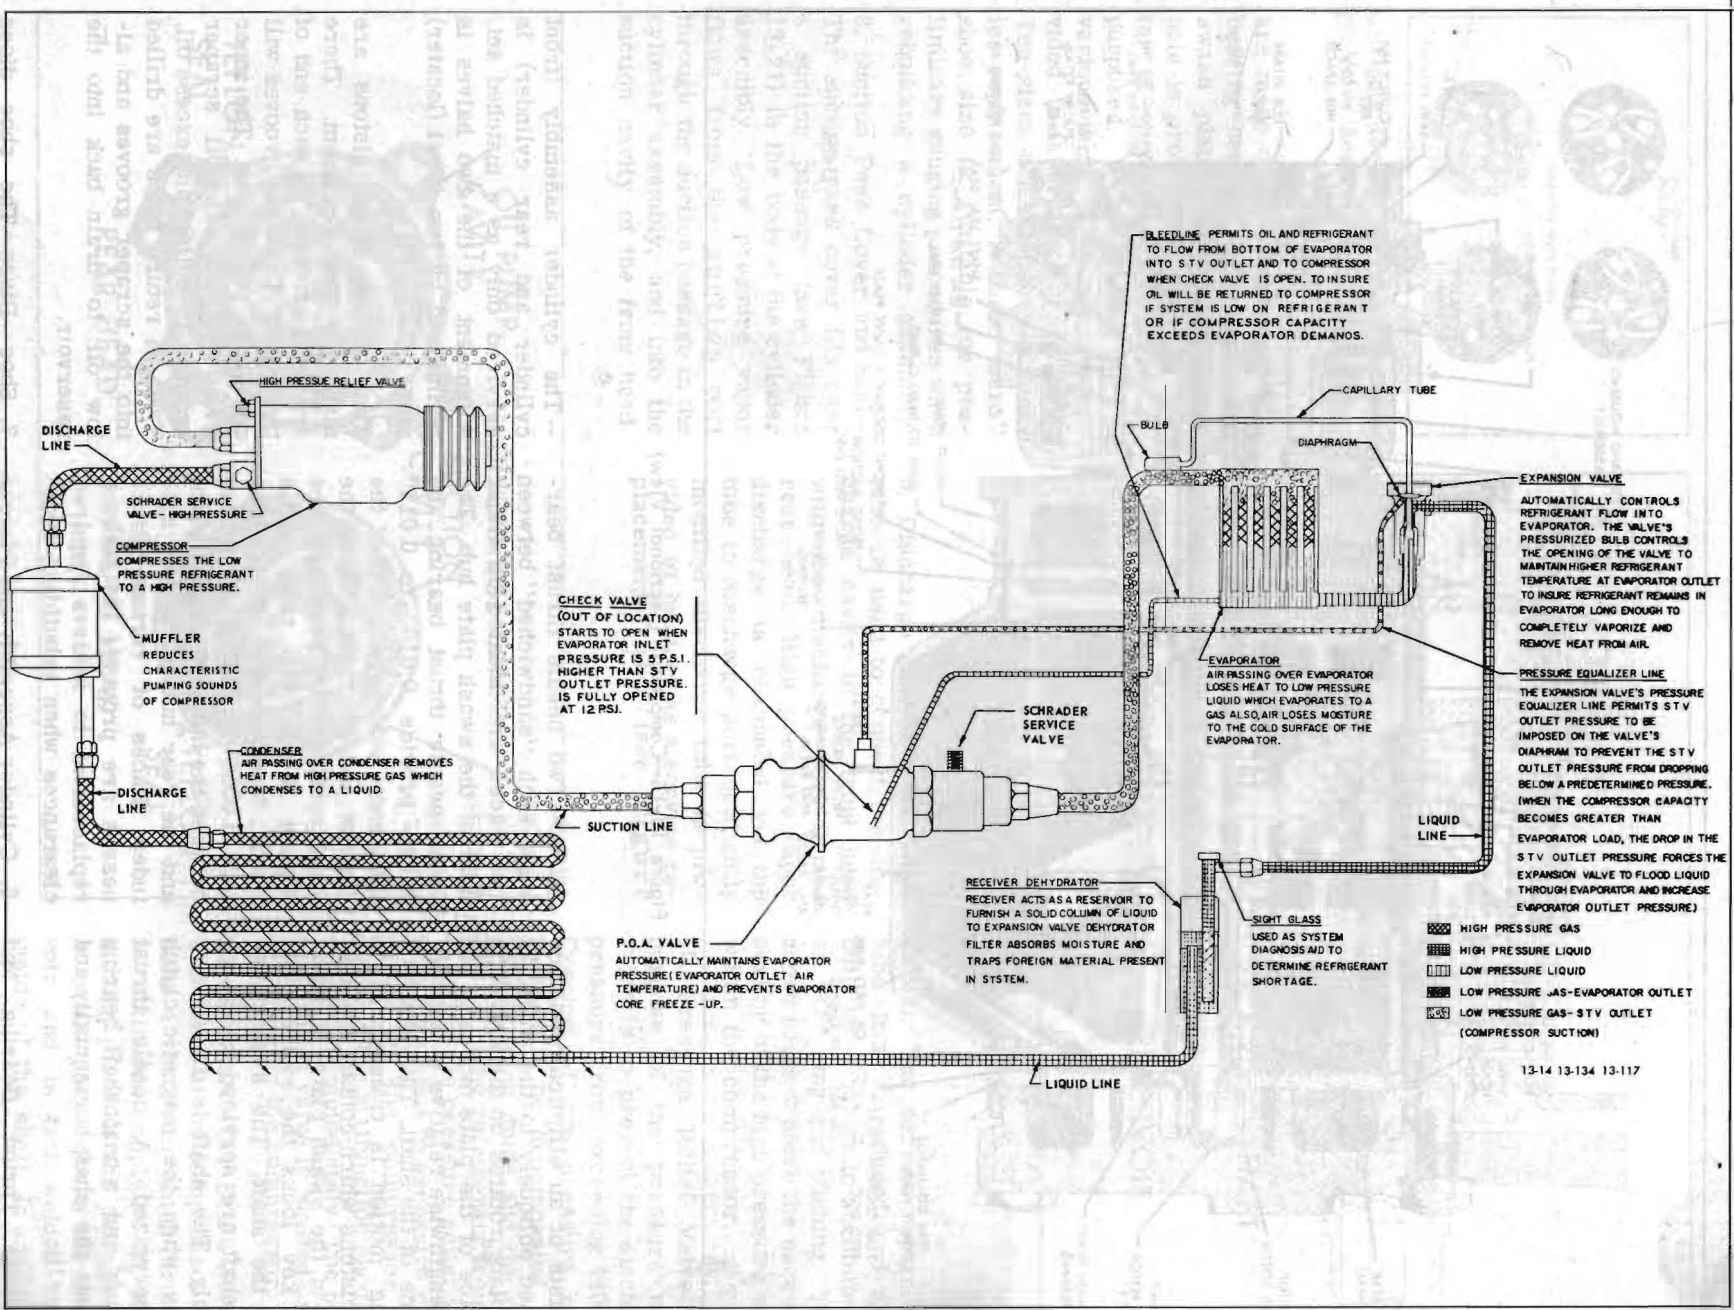 BLEEDLINE PERMITS OIL AND REFRIGERANT
TO FLOW FROM BOTTOM OF EVAPORATOR
INTO STV OUTLET AND TO COMPRESSOR
WHEN CHECK VALVE IS OPEN. TO INSURE
OIL WILL BE RETURNED TO COMPRESSOR
IF SYSTEM IS LOW ON REFRIGERANT
OR IF COMPRESSOR CAPACITY
EXCEEDS EVAPORATOR DEMANDS.
HIGH PRESSUE RELIEF VALVE
DISCHARGE
LINE
SCHRADER SERVICE
VALVE - HIGH PRESSURE
COMPRESSOR
COMPRESSES THE LOW
PRESSURE REFRIGERANT
TO A HIGH PRESSURE.
MUFFLER
REDUCES
CHARACTERISTIC
PUMPING SOUNDS
OF COMPRESSOR
CONDENSER
AIR PASSING OVER CONDENSER REMOVES
HEAT FROM HIGH PRESSURE GAS WHICH
CONDENSES TO A LIQUID.
DISCHARGE
LINE
CHECK VALVE
(OUT OF LOCATION)
STARTS TO OPEN WHEN
EVAPORATOR INLET
PRESSURE IS 5 P.S.I.
HIGHER THAN STV
OUTLET PRESSURE.
IS FULLY OPENED
AT 12 PSI.
SUCTION LINE
P.O.A. VALVE
AUTOMATICALLY MAINTAINS EVAPORATOR
PRESSURE (EVAPORATOR OUTLET AIR
TEMPERATURE) AND PREVENTS EVAPORATOR
CORE FREEZE-UP.
SCHRADER
SERVICE
VALVE
BULB
CAPILLARY TUBE
DIAPHRAGM
EVAPORATOR
AIR PASSING OVER EVAPORATOR
LOSES HEAT TO LOW PRESSURE
LIQUID WHICH EVAPORATES TO A
GAS ALSO, AIR LOSES MOISTURE
TO THE COLD SURFACE OF THE
EVAPORATOR.
RECEIVER DEHYDRATOR
RECEIVER ACTS AS A RESERVOIR TO
FURNISH A SOLID COLUMN OF LIQUID
TO EXPANSION VALVE DEHYDRATOR
FILTER ABSORBS MOISTURE AND
TRAPS FOREIGN MATERIAL PRESENT
IN SYSTEM.
SIGHT GLASS
USED AS SYSTEM
DIAGNOSIS AID TO
DETERMINE REFRIGERANT
SHORTAGE.
LIQUID
LINE
LIQUID LINE
EXPANSION VALVE
AUTOMATICALLY CONTROLS
REFRIGERANT FLOW INTO
EVAPORATOR. THE VALVE'S
PRESSURIZED BULB CONTROLS
THE OPENING OF THE VALVE TO
MAINTAIN HIGHER REFRIGERANT
TEMPERATURE AT EVAPORATOR OUTLET
TO INSURE REFRIGERANT REMAINS IN
EVAPORATOR LONG ENOUGH TO
COMPLETELY VAPORIZE AND
REMOVE HEAT FROM AIR.
PRESSURE EQUALIZER LINE
THE EXPANSION VALVE'S PRESSURE
EQUALIZER LINE PERMITS STV
OUTLET PRESSURE TO BE
IMPOSED ON THE VALVE'S
DIAPHRAM TO PREVENT THE STV
OUTLET PRESSURE FROM DROPPING
BELOW A PREDETERMINED PRESSURE.
(WHEN THE COMPRESSOR CAPACITY
BECOMES GREATER THAN
EVAPORATOR LOAD, THE DROP IN THE
STV OUTLET PRESSURE FORCES THE
EXPANSION VALVE TO FLOOD LIQUID
THROUGH EVAPORATOR AND INCREASE
EVAPORATOR OUTLET PRESSURE)
HIGH PRESSURE GAS
HIGH PRESSURE LIQUID
LOW PRESSURE LIQUID
LOW PRESSURE GAS-EVAPORATOR OUTLET
LOW PRESSURE GAS-STV OUTLET
(COMPRESSOR SUCTION)
13-14 13-134 13-117